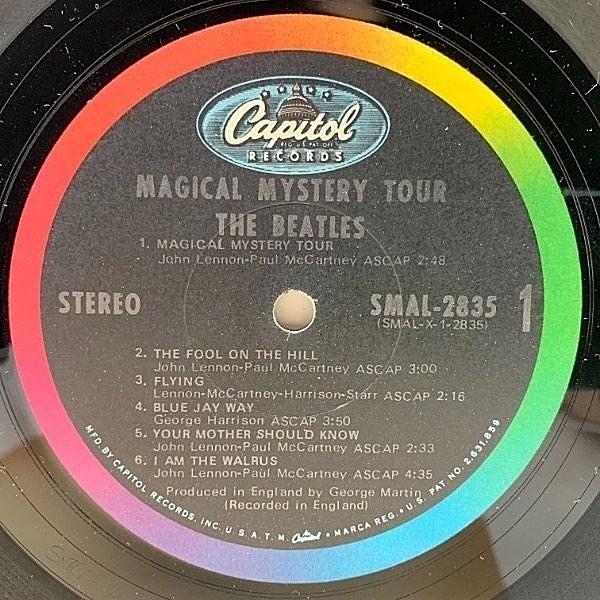 Capitol
REG. U.S. PAT. OFF.
RECORDS
MAGICAL MYSTERY TOUR
THE BEATLES
1. MAGICAL MYSTERY TOUR
John Lennon-Paul McCartney ASCAP 2:48
STEREO
SMAL-2835
(SMAL-X-1-2835)
1
2. THE FOOL ON THE HILL
John Lennon-Paul McCartney ASCAP 3:00
3. FLYING
Lennon-McCartney-Harrison-Starr ASCAP 2:16
4. BLUE JAY WAY
George Harrison ASCAP 3:50
5. YOUR MOTHER SHOULD KNOW
John Lennon-Paul McCartney ASCAP 2:33
6. I AM THE WALRUS
John Lennon-Paul McCartney ASCAP 4:35
Produced in England by George Martin
(Recorded in England)
MFD. BY CAPITOL RECORDS, INC. U. S. A. T. M. Capitol • MARCA REG. • U.S. PAT. NO. 2,631,859